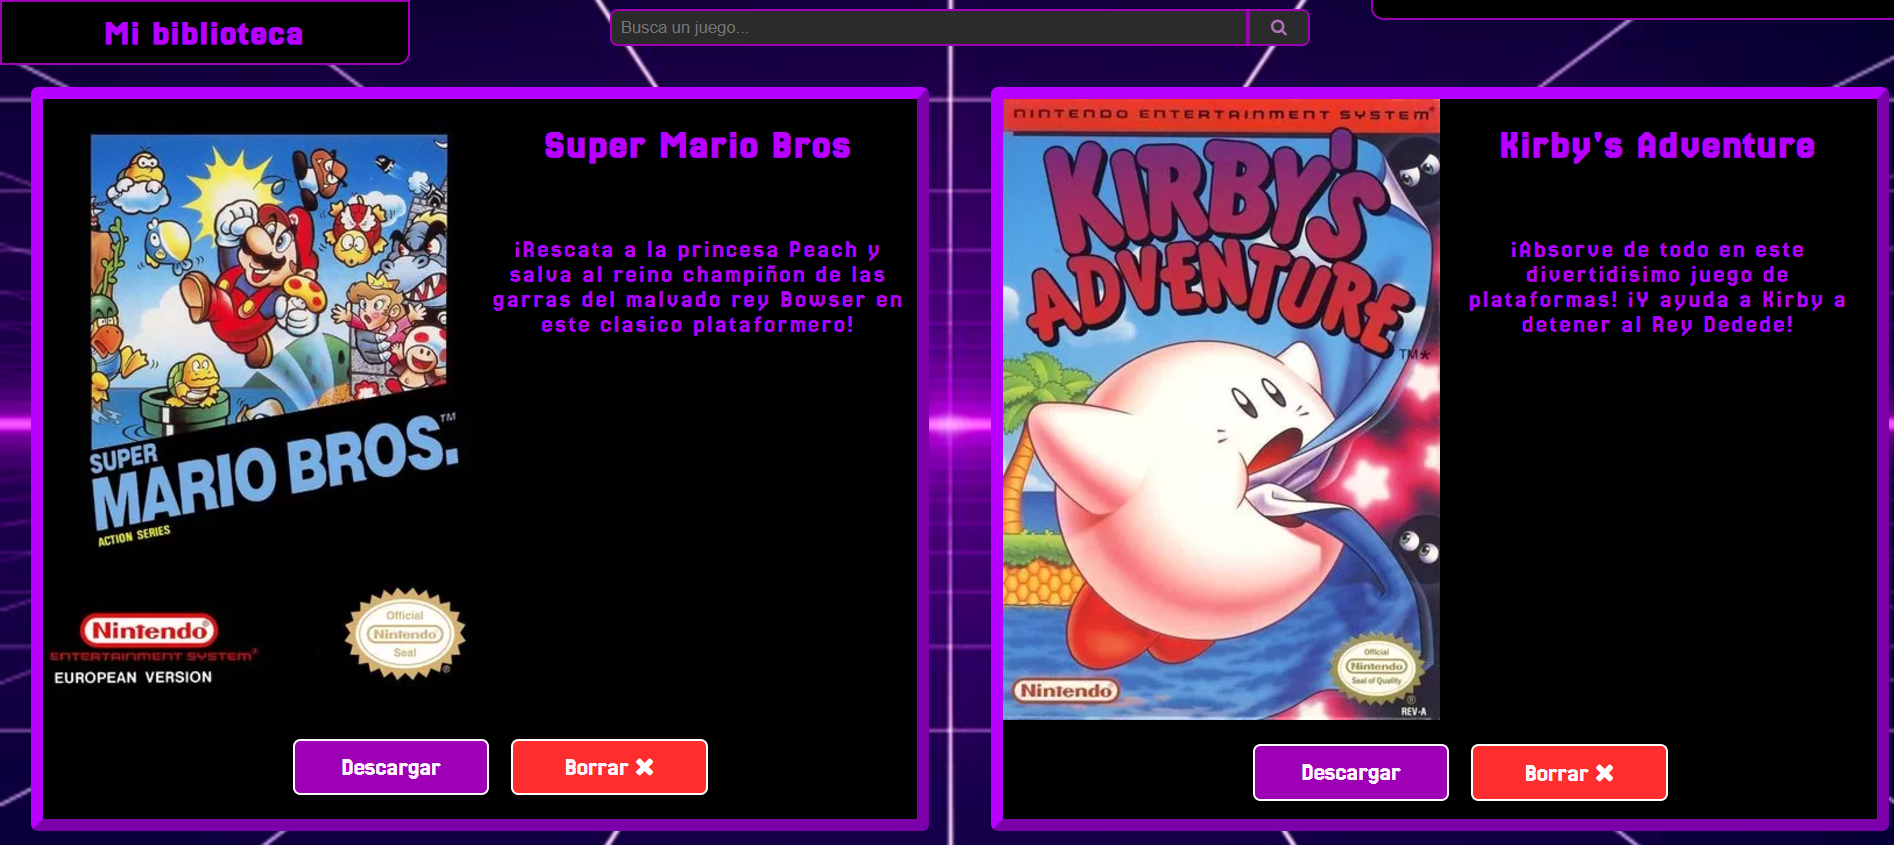 Mi biblioteca
Busca un juego...
Super Mario Bros
¡Rescata a la princesa Peach y
salva al reino champiñon de las
garras del malvado rey Bowser en
este clasico plataformero!
SUPER
MARIO BROS.™
ACTION SERIES
Nintendo®
ENTERTAINMENT SYSTEM®
EUROPEAN VERSION
Official
Nintendo
Seal
®
Descargar
Borrar ✖
NINTENDO ENTERTAINMENT SYSTEM®
KIRBY'S
ADVENTURE
TM*
Nintendo®
Official
Nintendo
Seal of Quality
®
REV-A
Kirby's Adventure
¡Absorve de todo en este
divertidisimo juego de
plataformas! ¡Y ayuda a Kirby a
detener al Rey Dedede!
Descargar
Borrar ✖